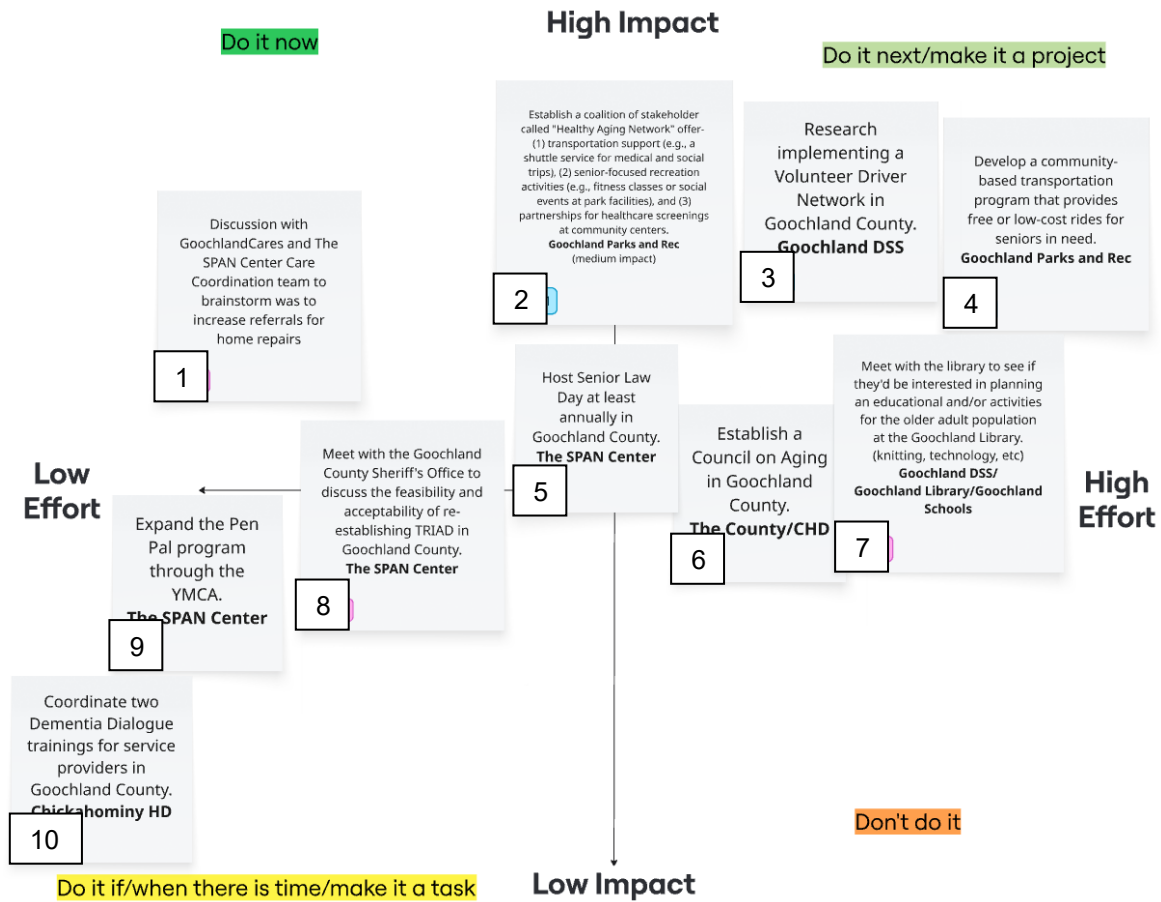 High Impact
Do it now
Do it next/make it a project
Establish a coalition of stakeholder
called "Healthy Aging Network" offer-
(1) transportation support (e.g., a
shuttle service for medical and social
trips), (2) senior-focused recreation
activities (e.g., fitness classes or social
events at park facilities), and (3)
partnerships for healthcare screenings
at community centers.
Goochland Parks and Rec
(medium impact)
2
Research
implementing a
Volunteer Driver
Network in
Goochland County.
Goochland DSS
3
Develop a community-
based transportation
program that provides
free or low-cost rides for
seniors in need.
Goochland Parks and Rec
4
Discussion with
GoochlandCares and The
SPAN Center Care
Coordination team to
brainstorm was to
increase referrals for
home repairs
1
Host Senior Law
Day at least
annually in
Goochland County.
The SPAN Center
5
Meet with the library to see if
they'd be interested in planning
an educational and/or activities
for the older adult population
at the Goochland Library.
(knitting, technology, etc)
Goochland DSS/
Goochland Library/Goochland
Schools
7
Establish a
Council on Aging
in Goochland
County.
The County/CHD
6
Meet with the Goochland
County Sheriff's Office to
discuss the feasibility and
acceptability of re-
establishing TRIAD in
Goochland County.
The SPAN Center
8
Low
Effort
High
Effort
Expand the Pen
Pal program
through the
YMCA.
The SPAN Center
9
Coordinate two
Dementia Dialogue
trainings for service
providers in
Goochland County.
Chickahominy HD
10
Don't do it
Do it if/when there is time/make it a task
Low Impact